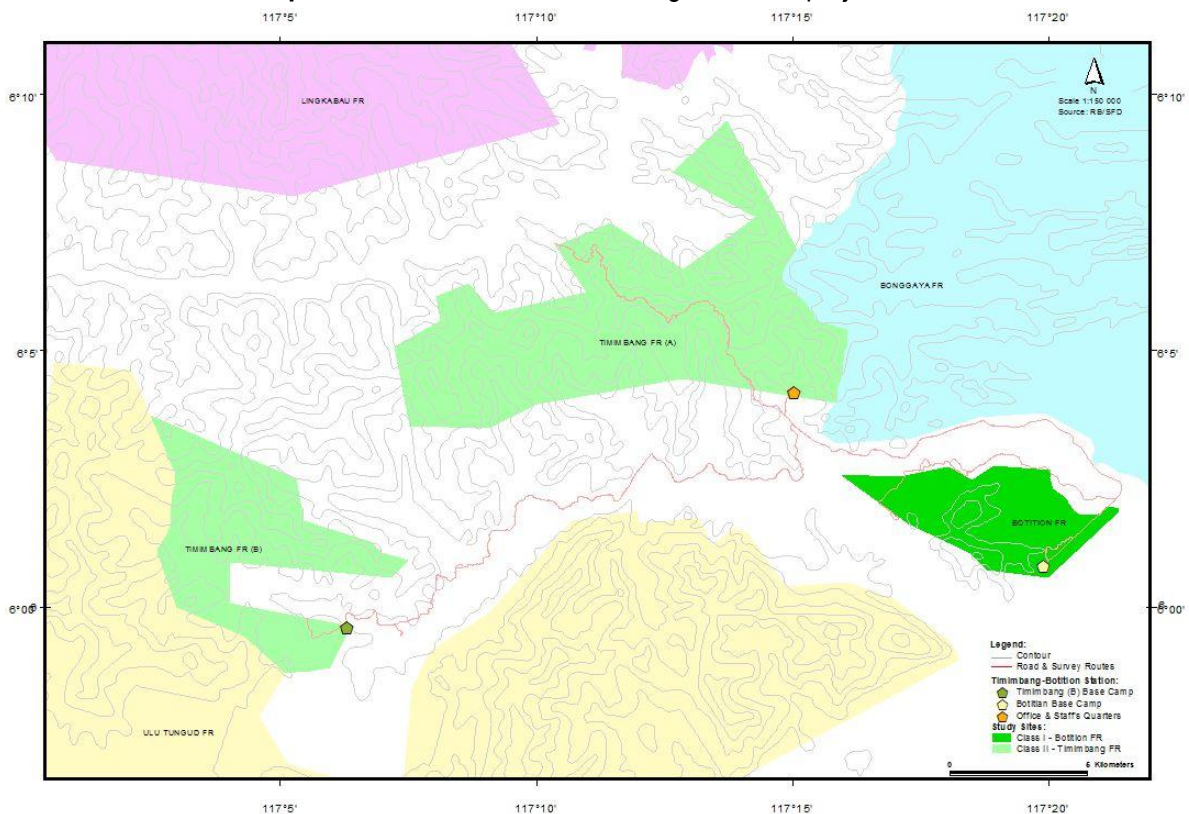 117°5'
117°10'
117°15'
117°20'
6°10'
6°10'
LINGKABAU FR
N
Scale 1:150 000
Source: RB/SFD
BONGGAYA FR
6°5'
6°5'
TIMIMBANG FR (A)
BOTITION FR
TIMIMBANG FR (B)
6°00'
6°00'
Legend:
Contour
Road & Survey Routes
Timimbang-Botition Station:
Timimbang (B) Base Camp
Botitian Base Camp
Office & Staff's Quarters
Study Sites:
Class I - Botition FR
Class II - Timimbang FR
ULU TUNGUD FR
0 5 Kilometers
117°5'
117°10'
117°15'
117°20'